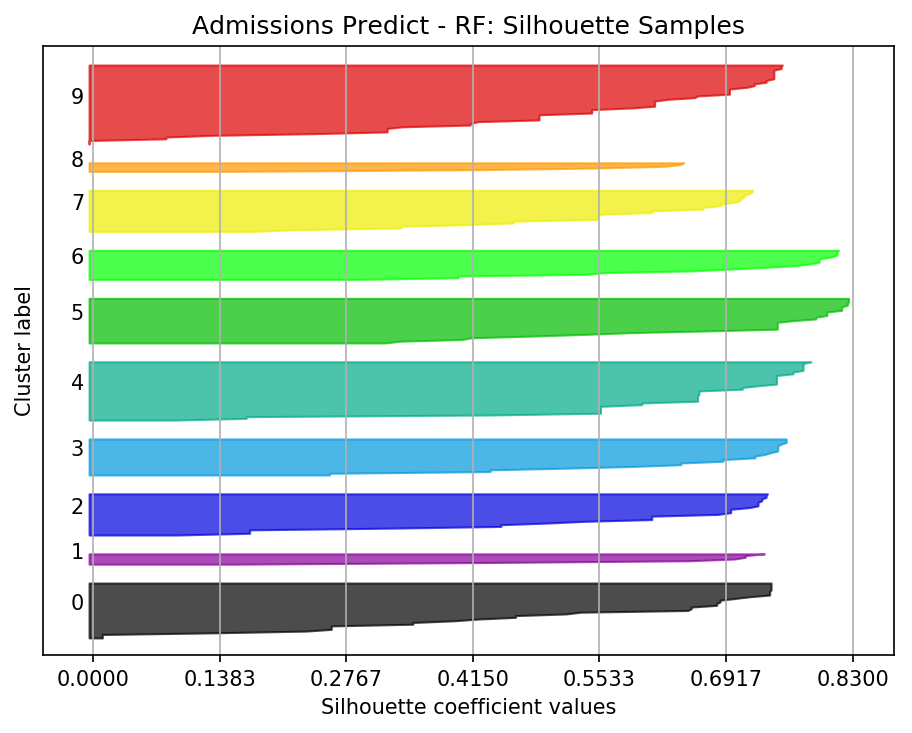 Admissions Predict - RF: Silhouette Samples
Cluster label
9
8
7
6
5
4
3
2
1
0
0.0000 0.1383 0.2767 0.4150 0.5533 0.6917 0.8300
Silhouette coefficient values